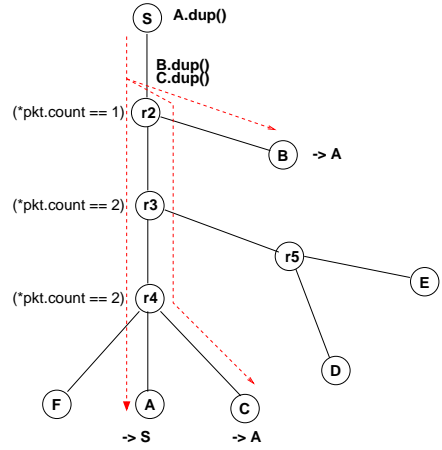 S A.dup()
B.dup()
C.dup()
(*pkt.count == 1) r2
B -> A
(*pkt.count == 2) r3
r5
E
(*pkt.count == 2) r4
D
F A C
-> S -> A